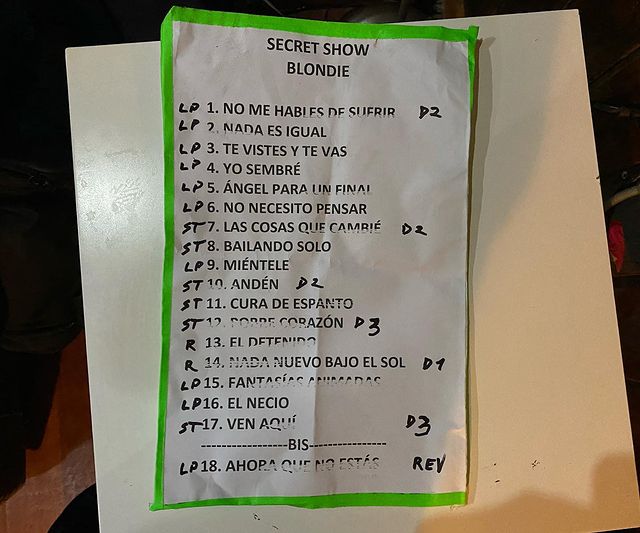 SECRET SHOW
BLONDIE
LP 1. NO ME HABLES DE SUFRIR D2
LP 2. NADA ES IGUAL
LP 3. TE VISTES Y TE VAS
LP 4. YO SEMBRÉ
LP 5. ÁNGEL PARA UN FINAL
LP 6. NO NECESITO PENSAR
ST 7. LAS COSAS QUE CAMBIÉ D2
ST 8. BAILANDO SOLO
LP 9. MIÉNTELE
ST 10. ANDÉN D2
ST 11. CURA DE ESPANTO
ST 12. POBRE CORAZÓN D3
R 13. EL DETENIDO
R 14. NADA NUEVO BAJO EL SOL D1
LP 15. FANTASÍAS ANIMADAS
LP 16. EL NECIO
ST 17. VEN AQUÍ D3
-----------------BIS----------------
LP 18. AHORA QUE NO ESTÁS REV